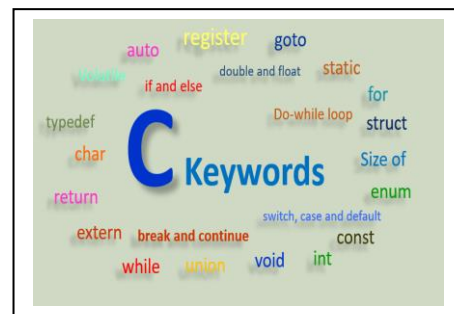 register
goto
auto
double and float
static
Volatile
if and else
for
Do-while loop
struct
typedef
C Keywords
char
Size of
return
enum
switch, case and default
extern
break and continue
const
while
union
void
int